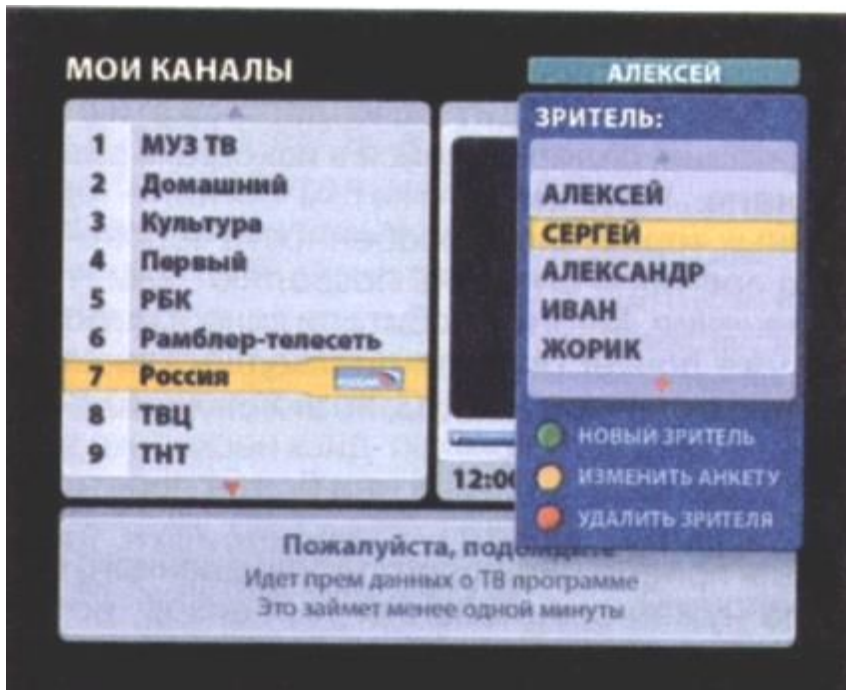 МОИ КАНАЛЫ
АЛЕКСЕЙ
1 МУЗ ТВ
2 Домашний
3 Культура
4 Первый
5 РБК
6 Рамблер-телесеть
7 Россия
8 ТВЦ
9 ТНТ
ЗРИТЕЛЬ:
АЛЕКСЕЙ
СЕРГЕЙ
АЛЕКСАНДР
ИВАН
ЖОРИК
НОВЫЙ ЗРИТЕЛЬ
ИЗМЕНИТЬ АНКЕТУ
УДАЛИТЬ ЗРИТЕЛЯ
12:00
Пожалуйста, подождите
Идет прем данных о ТВ программе
Это займет менее одной минуты